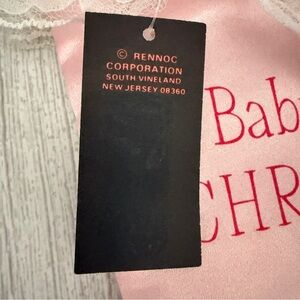 © RENNOC
CORPORATION
SOUTH VINELAND
NEW JERSEY 08360
Bab
CHR